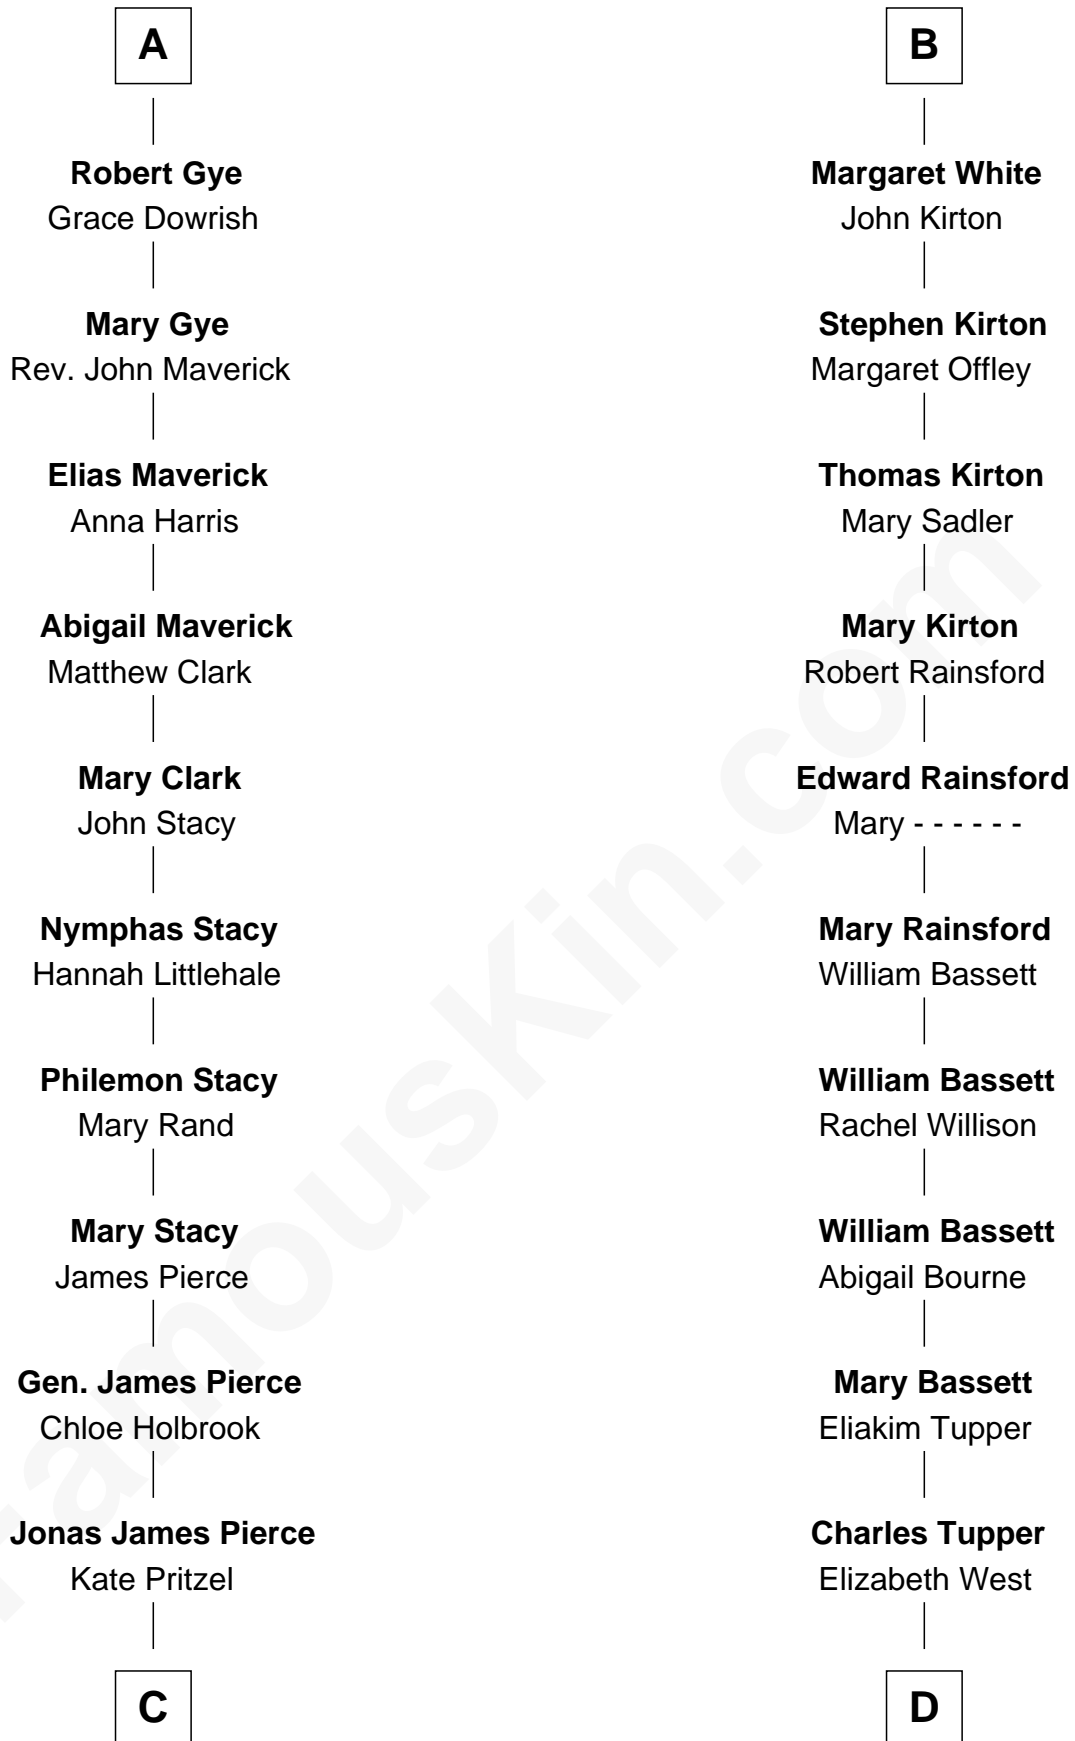 A
Robert Gye
Grace Dowrish
Mary Gye
Rev. John Maverick
Elias Maverick
Anna Harris
Abigail Maverick
Matthew Clark
Mary Clark
John Stacy
Nymphas Stacy
Hannah Littlehale
Philemon Stacy
Mary Rand
Mary Stacy
James Pierce
Gen. James Pierce
Chloe Holbrook
Jonas James Pierce
Kate Pritzel
C
B
Margaret White
John Kirton
Stephen Kirton
Margaret Offley
Thomas Kirton
Mary Sadler
Mary Kirton
Robert Rainsford
Edward Rainsford
Mary - - - - - -
Mary Rainsford
William Bassett
William Bassett
Rachel Willison
William Bassett
Abigail Bourne
Mary Bassett
Eliakim Tupper
Charles Tupper
Elizabeth West
D
FamousKin.com